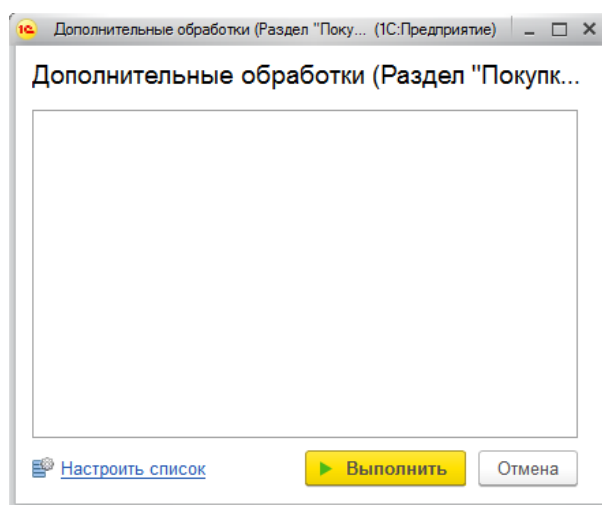 1С Дополнительные обработки (Раздел "Поку... (1С:Предприятие)
Дополнительные обработки (Раздел "Покупк...
Настроить список
Выполнить
Отмена